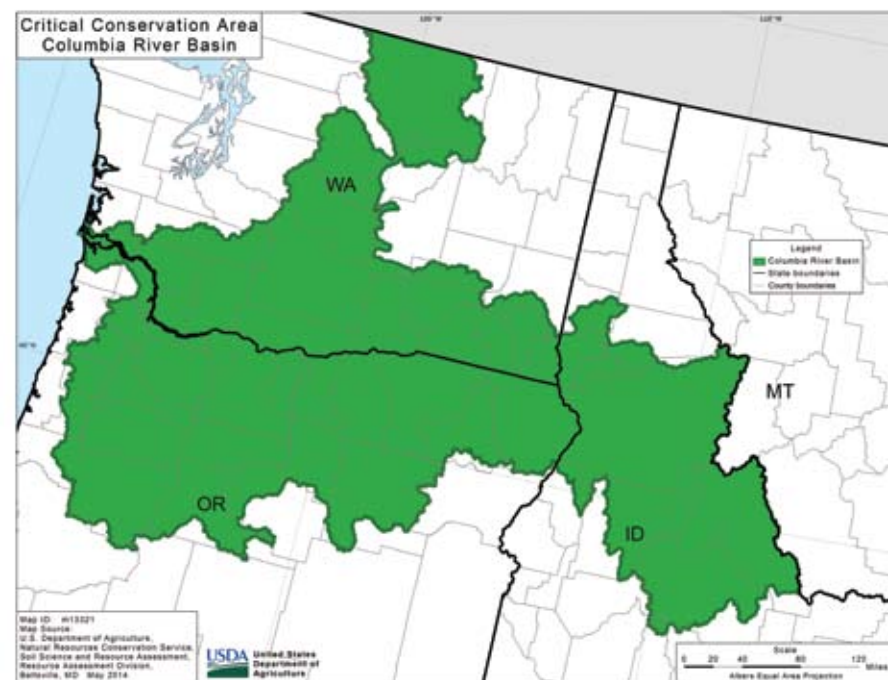 Critical Conservation Area
Columbia River Basin
WA
OR
ID
MT
Legend
Columbia River Basin
State boundaries
County boundaries
Map ID: m13321
Map Source:
U.S. Department of Agriculture,
Natural Resources Conservation Service,
Soil Science and Resource Assessment,
Resource Assessment Division,
Beltsville, MD May 2014
USDA
United States
Department of
Agriculture
Scale
0 20 40 80 120
Miles
Albers Equal Area Projection